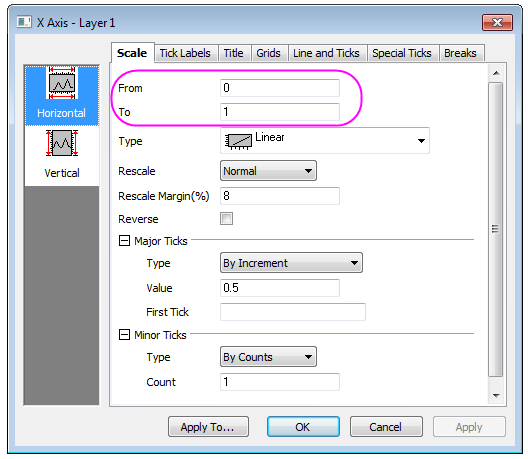 X Axis - Layer1
Scale Tick Labels Title Grids Line and Ticks Special Ticks Breaks
Horizontal
Vertical
From 0
To 1
Type Linear
Rescale Normal
Rescale Margin(%) 8
Reverse
Major Ticks
Type By Increment
Value 0.5
First Tick
Minor Ticks
Type By Counts
Count 1
Apply To... OK Cancel Apply